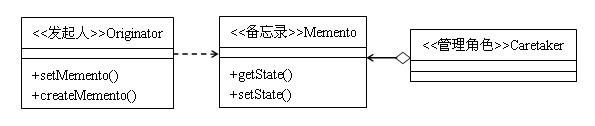 <<发起人>>Originator
+setMemento()
+createMemento()
<<备忘录>>Memento
+getState()
+setState()
<<管理角色>>Caretaker